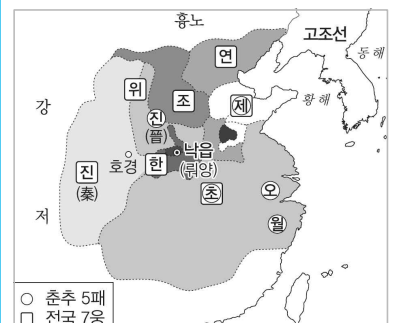 흉노
고조선
동해
연
위
조
제
황해
강
진
(晉)
낙읍
(뤄양)
호경
한
진
(秦)
초
오
저
월
○ 춘추 5패
□ 전국 7웅